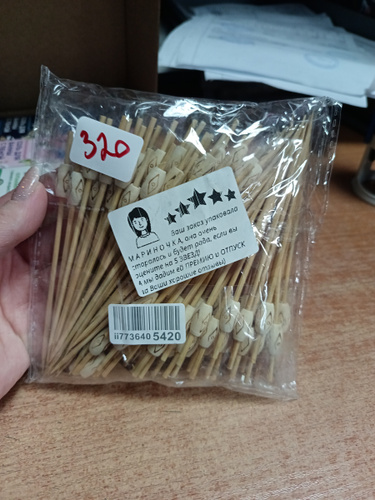 320
Ваш заказ упаковала
МАРИНОЧКА, она очень
старалась и будет рада, если вы
оцените на 5 ЗВЕЗД!
А мы Дадим ей ПРЕМИЮ и ОТПУСК
за Ваши хорошие отзывы!
ii773640 5420